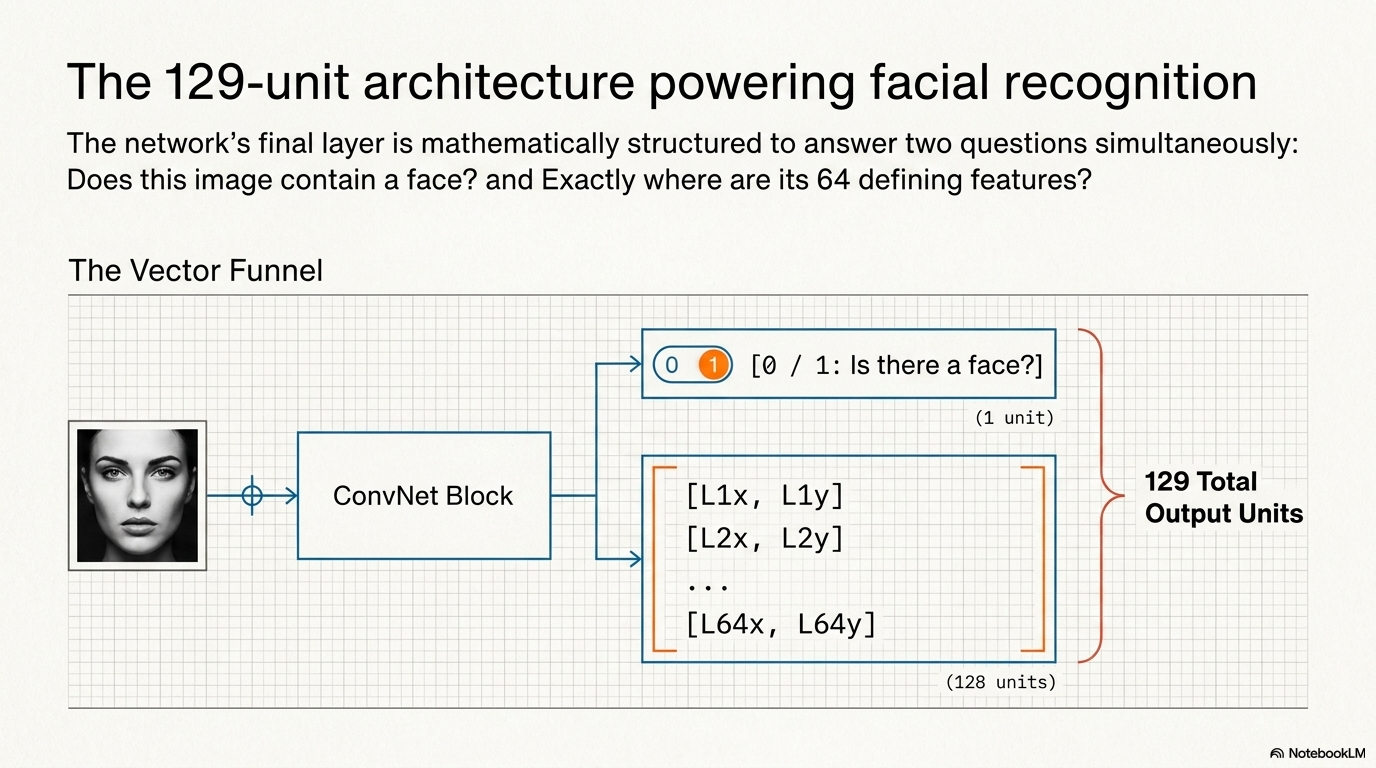 The 129-unit architecture powering facial recognition
The network’s final layer is mathematically structured to answer two questions simultaneously:
Does this image contain a face? and Exactly where are its 64 defining features?
The Vector Funnel
0 1 [0 / 1: Is there a face?]
(1 unit)
ConvNet Block
[L1x, L1y]
[L2x, L2y]
...
[L64x, L64y]
(128 units)
129 Total
Output Units
NotebookLM